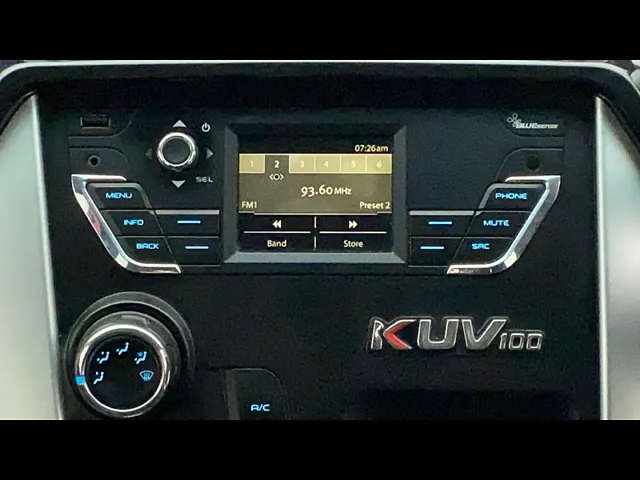 BLUEsense
07:26am
SEL
1 2 3 4 5 6
MENU
93.60 MHz
PHONE
FM1
Preset 2
INFO
MUTE
BACK
Band
Store
SRC
KUV100
A/C